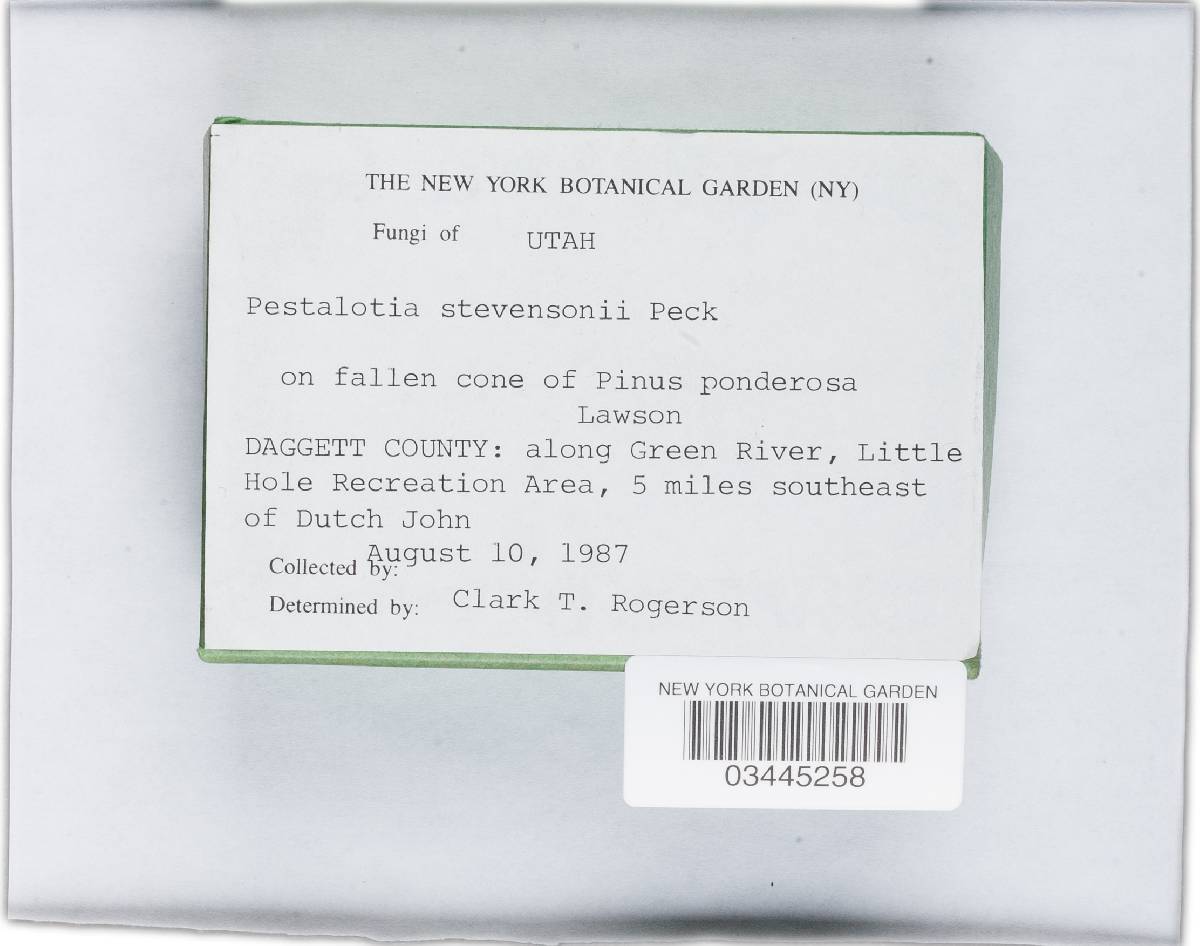 THE NEW YORK BOTANICAL GARDEN (NY)
Fungi of UTAH
Pestalotia stevensonii Peck
on fallen cone of Pinus ponderosa
Lawson
DAGGETT COUNTY: along Green River, Little
Hole Recreation Area, 5 miles southeast
of Dutch John
August 10, 1987
Collected by:
Determined by: Clark T. Rogerson
NEW YORK BOTANICAL GARDEN
03445258